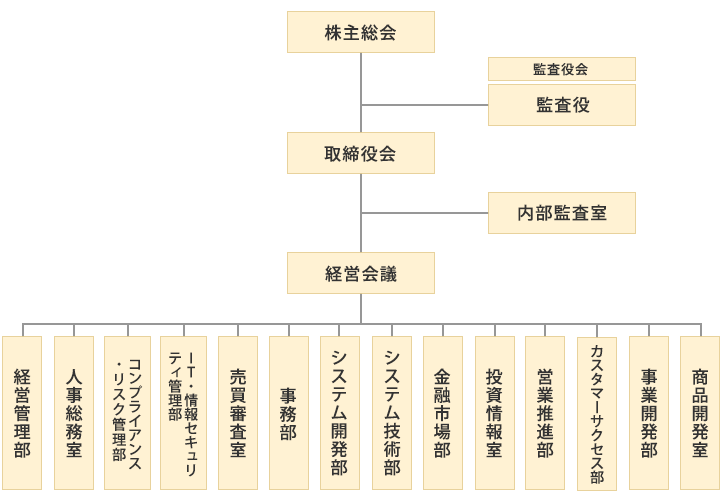 株主総会
監査役会
監査役
取締役会
内部監査室
経営会議
経営管理部
人事総務室
コンプライアンス
・リスク管理部
IT・情報セキュリ
ティ管理部
売買審査室
事務部
システム開発部
システム技術部
金融市場部
投資情報室
営業推進部
カスタマーサクセス部
事業開発部
商品開発室